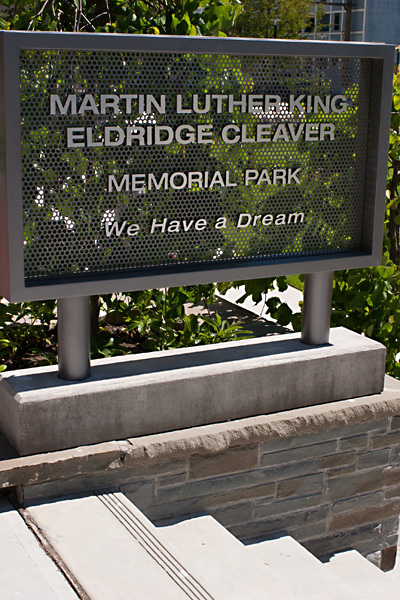 MARTIN LUTHER KING
ELDRIDGE CLEAVER
MEMORIAL PARK
We Have a Dream